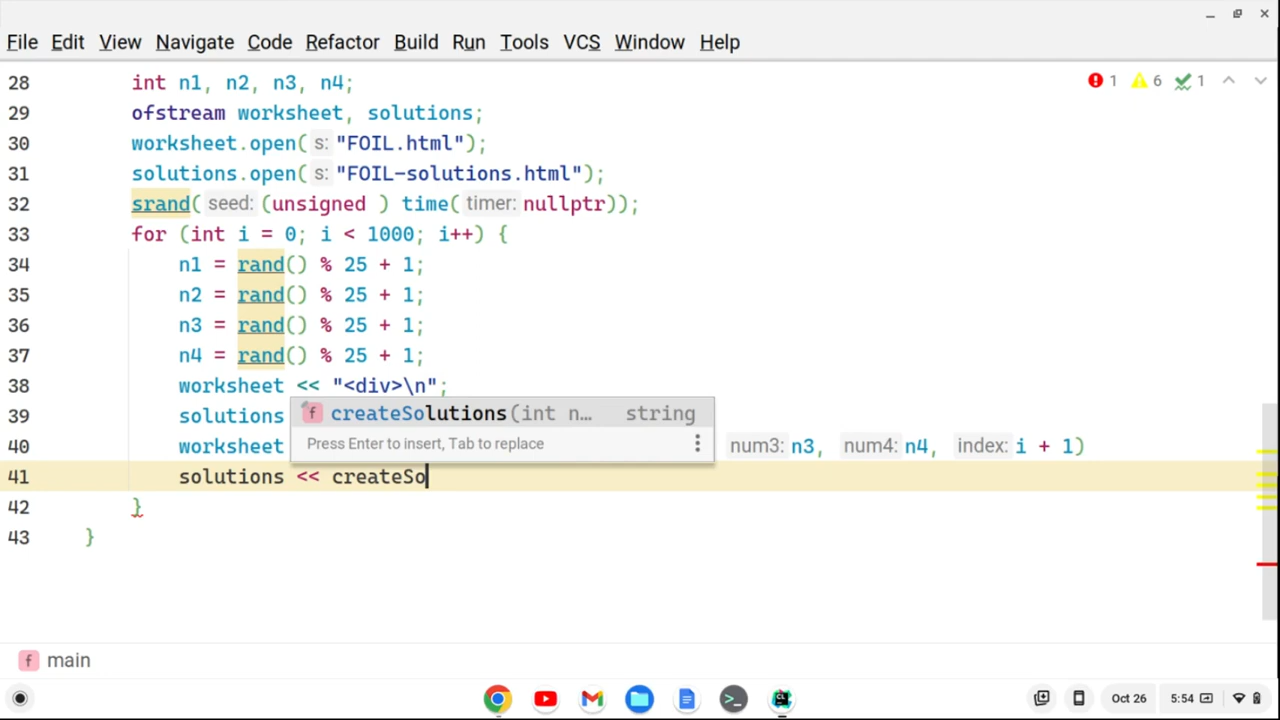 File Edit View Navigate Code Refactor Build Run Tools VCS Window Help
28 int n1, n2, n3, n4; 1 6 1
29 ofstream worksheet, solutions;
30 worksheet.open( s: "FOIL.html");
31 solutions.open( s: "FOIL-solutions.html");
32 srand( seed: (unsigned ) time( timer: nullptr));
33 for (int i = 0; i < 1000; i++) {
34 n1 = rand() % 25 + 1;
35 n2 = rand() % 25 + 1;
36 n3 = rand() % 25 + 1;
37 n4 = rand() % 25 + 1;
38 worksheet << "<div>\n";
createSolutions(int n… string
39 solutions
Press Enter to insert, Tab to replace
40 worksheet num3: n3, num4: n4, index: i + 1)
41 solutions << createSo
42 }
43 }
f main
Oct 26 5:54